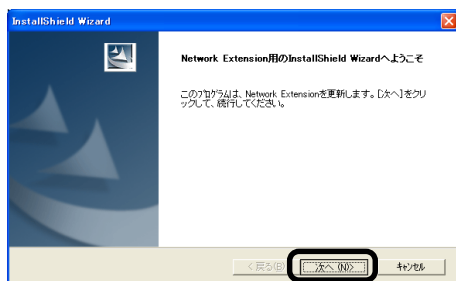 InstallShield Wizard
Network Extension用のInstallShield Wizardへようこそ
このプログラムは、Network Extensionを更新します。[次へ]をクリ
ックして、続行してください。
< 戻る(B)
次へ (N)>
キャンセル